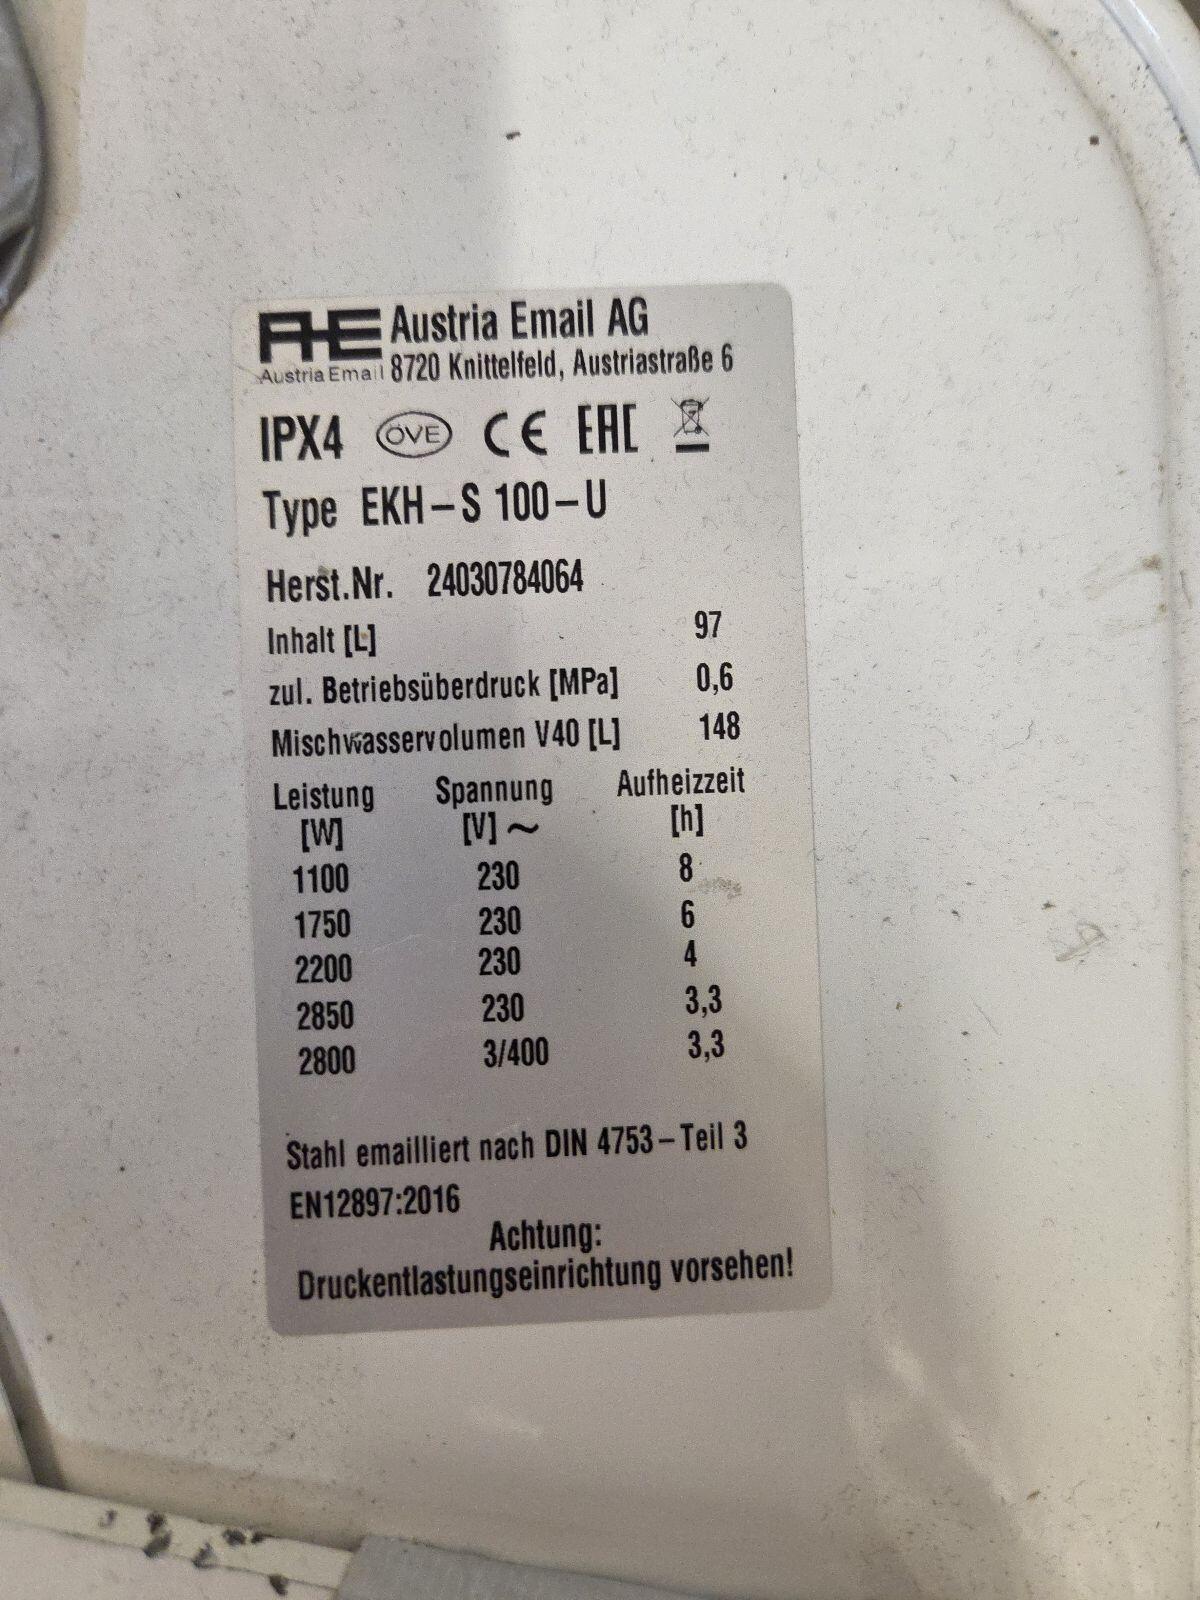 AHE Austria Email AG
Austria Email 8720 Knittelfeld, Austriastraße 6
IPX4 ÖVE CE EAC
Type EKH-S 100-U
Herst.Nr. 24030784064
Inhalt [L] 97
zul. Betriebsüberdruck [MPa] 0,6
Mischwasservolumen V40 [L] 148
Leistung Spannung Aufheizzeit
[W] [V] ~ [h]
1100 230 8
1750 230 6
2200 230 4
2850 230 3,3
2800 3/400 3,3
Stahl emailliert nach DIN 4753-Teil 3
EN12897:2016
Achtung:
Druckentlastungseinrichtung vorsehen!